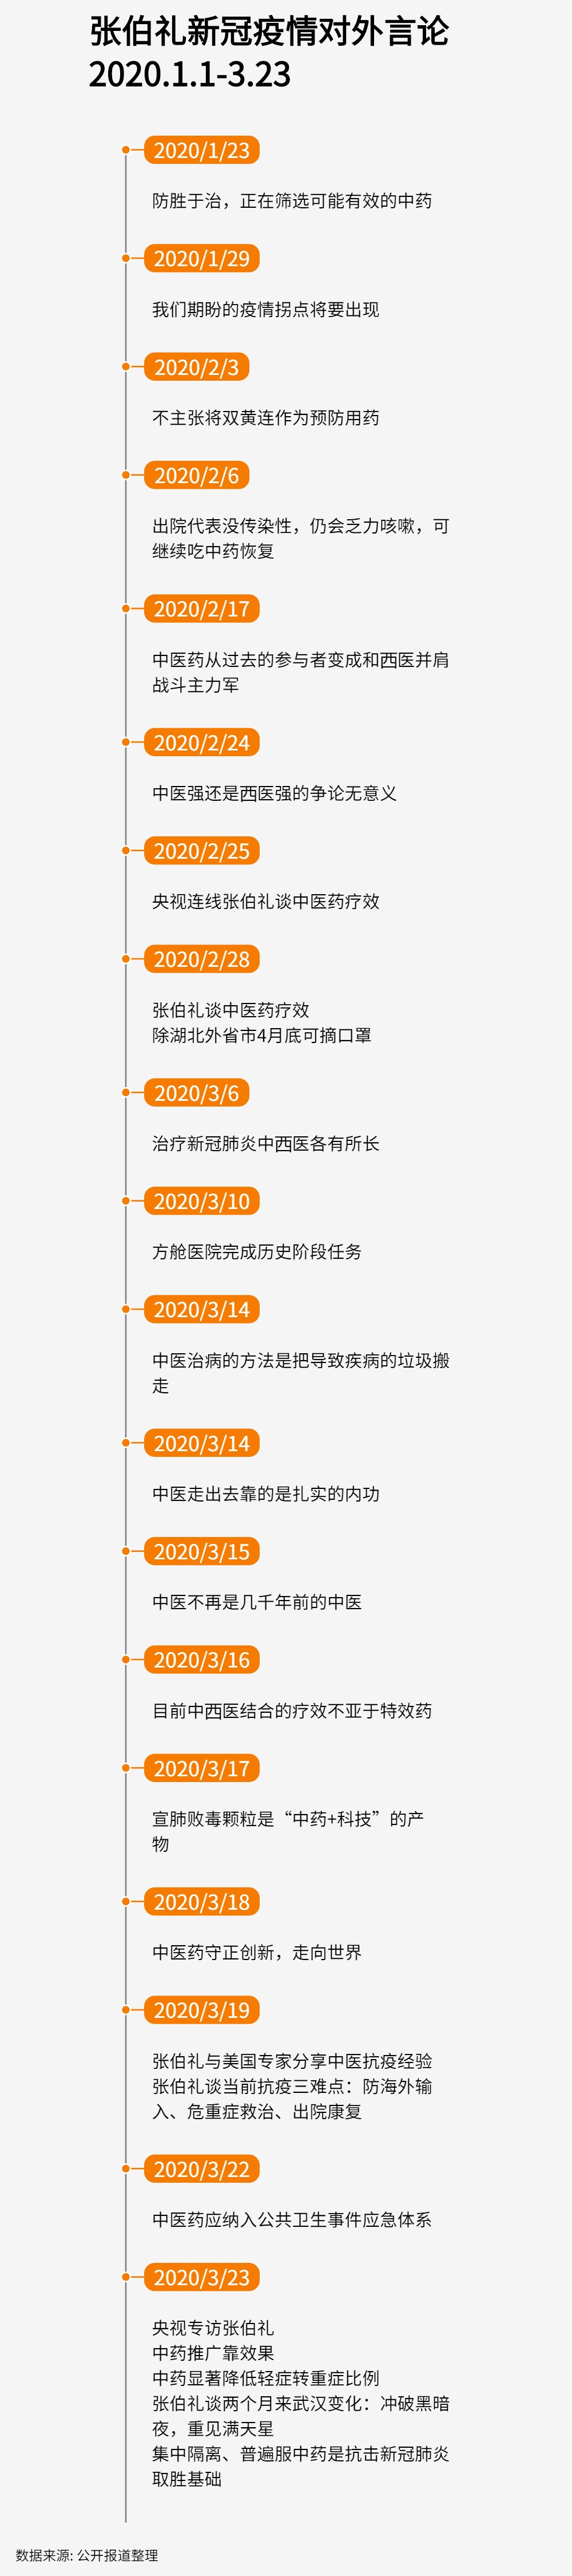 张伯礼新冠疫情对外言论
2020.1.1-3.23
2020/1/23
防胜于治，正在筛选可能有效的中药
2020/1/29
我们期盼的疫情拐点将要出现
2020/2/3
不主张将双黄连作为预防用药
2020/2/6
出院代表没传染性，仍会乏力咳嗽，可
继续吃中药恢复
2020/2/17
中医药从过去的参与者变成和西医并肩
战斗主力军
2020/2/24
中医强还是西医强的争论无意义
2020/2/25
央视连线张伯礼谈中医药疗效
2020/2/28
张伯礼谈中医药疗效
除湖北外省市4月底可摘口罩
2020/3/6
治疗新冠肺炎中西医各有所长
2020/3/10
方舱医院完成历史阶段任务
2020/3/14
中医治病的方法是把导致疾病的垃圾搬
走
2020/3/14
中医走出去靠的是扎实的内功
2020/3/15
中医不再是几千年前的中医
2020/3/16
目前中西医结合的疗效不亚于特效药
2020/3/17
宣肺败毒颗粒是“中药+科技”的产
物
2020/3/18
中医药守正创新，走向世界
2020/3/19
张伯礼与美国专家分享中医抗疫经验
张伯礼谈当前抗疫三难点：防海外输
入、危重症救治、出院康复
2020/3/22
中医药应纳入公共卫生事件应急体系
2020/3/23
央视专访张伯礼
中药推广靠效果
中药显著降低轻症转重症比例
张伯礼谈两个月来武汉变化：冲破黑暗
夜，重见满天星
集中隔离、普遍服中药是抗击新冠肺炎
取胜基础
数据来源: 公开报道整理